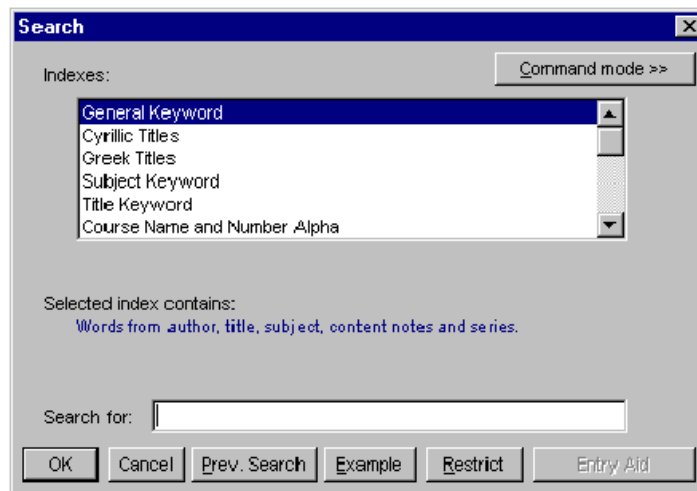 Search
Indexes:
Command mode >>
General Keyword
Cyrillic Titles
Greek Titles
Subject Keyword
Title Keyword
Course Name and Number Alpha
Selected index contains:
Words from author, title, subject, content notes and series.
Search for:
OK Cancel Prev. Search Example Restrict Entry Aid